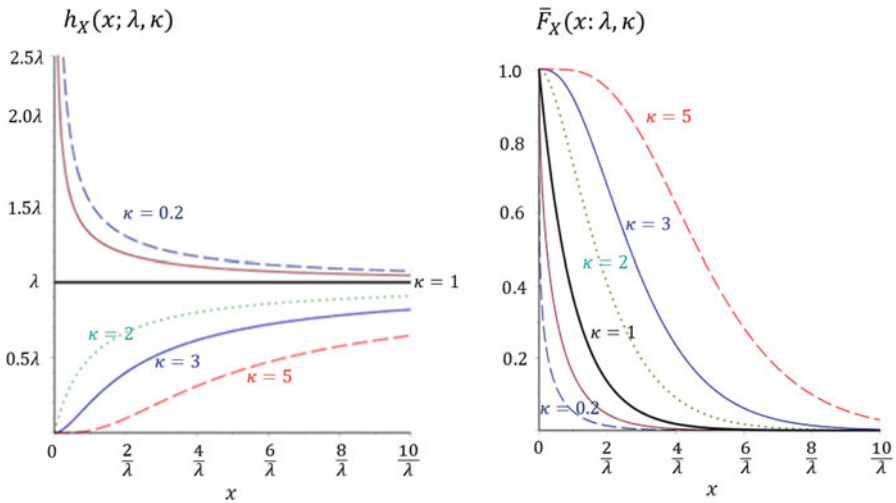 h_X(x; λ, κ)
2.5λ
2.0λ
1.5λ
λ
0.5λ
κ = 0.2
κ = 1
κ = 2
κ = 3
κ = 5
0 2/λ 4/λ 6/λ 8/λ 10/λ
x
F̄_X(x: λ, κ)
1.0
0.8
0.6
0.4
0.2
κ = 5
κ = 3
κ = 2
κ = 1
κ = 0.2
0 2/λ 4/λ 6/λ 8/λ 10/λ
x